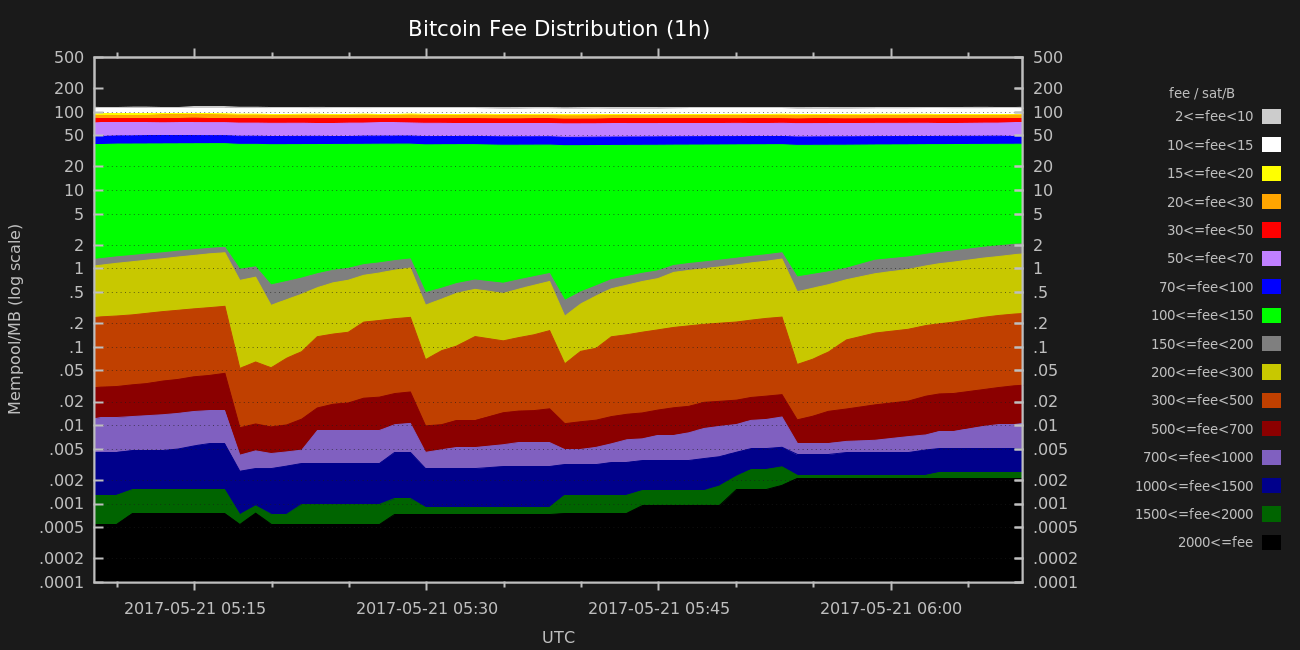 Bitcoin Fee Distribution (1h)
Mempool/MB (log scale)
500
200
100
50
20
10
5
2
1
.5
.2
.1
.05
.02
.01
.005
.002
.001
.0005
.0002
.0001
500
200
100
50
20
10
5
2
1
.5
.2
.1
.05
.02
.01
.005
.002
.001
.0005
.0002
.0001
2017-05-21 05:15
2017-05-21 05:30
2017-05-21 05:45
2017-05-21 06:00
UTC
fee / sat/B
2<=fee<10
10<=fee<15
15<=fee<20
20<=fee<30
30<=fee<50
50<=fee<70
70<=fee<100
100<=fee<150
150<=fee<200
200<=fee<300
300<=fee<500
500<=fee<700
700<=fee<1000
1000<=fee<1500
1500<=fee<2000
2000<=fee